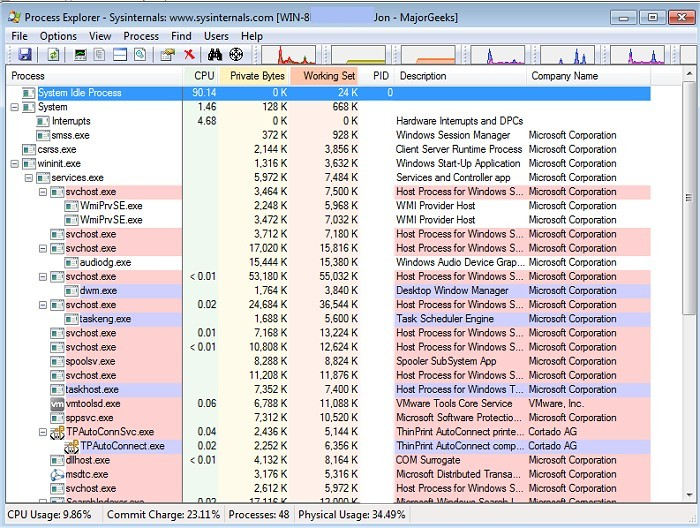 Process Explorer - Sysinternals: www.sysinternals.com [WIN-8 Jon - MajorGeeks]
File Options View Process Find Users Help
Process CPU Private Bytes Working Set PID Description Company Name
System Idle Process 90.14 0 K 24 K 0
System 1.46 128 K 668 K
Interrupts 4.68 0 K 0 K Hardware Interrupts and DPCs
smss.exe 372 K 928 K Windows Session Manager Microsoft Corporation
csrss.exe 2,144 K 3,856 K Client Server Runtime Process Microsoft Corporation
wininit.exe 1,316 K 3,632 K Windows Start-Up Application Microsoft Corporation
services.exe 5,972 K 7,484 K Services and Controller app Microsoft Corporation
svchost.exe 3,464 K 7,500 K Host Process for Windows S... Microsoft Corporation
WmiPrvSE.exe 2,248 K 5,968 K WMI Provider Host Microsoft Corporation
WmiPrvSE.exe 3,472 K 7,032 K WMI Provider Host Microsoft Corporation
svchost.exe 3,712 K 7,180 K Host Process for Windows S... Microsoft Corporation
svchost.exe 17,020 K 15,816 K Host Process for Windows S... Microsoft Corporation
audiodg.exe 15,444 K 15,380 K Windows Audio Device Grap... Microsoft Corporation
svchost.exe < 0.01 53,180 K 55,032 K Host Process for Windows S... Microsoft Corporation
dwm.exe 1,764 K 3,840 K Desktop Window Manager Microsoft Corporation
svchost.exe 0.02 24,684 K 36,544 K Host Process for Windows S... Microsoft Corporation
taskeng.exe 1,688 K 5,600 K Task Scheduler Engine Microsoft Corporation
svchost.exe 0.01 7,168 K 13,224 K Host Process for Windows S... Microsoft Corporation
svchost.exe < 0.01 10,808 K 12,624 K Host Process for Windows S... Microsoft Corporation
spoolsv.exe 8,288 K 8,884 K Spooler SubSystem App Microsoft Corporation
svchost.exe 11,208 K 11,876 K Host Process for Windows S... Microsoft Corporation
taskhost.exe 7,352 K 7,400 K Host Process for Windows T... Microsoft Corporation
vm vmtoolsd.exe 0.06 6,788 K 11,088 K VMware Tools Core Service VMware, Inc.
sppsvc.exe 7,312 K 10,520 K Microsoft Software Protectio... Microsoft Corporation
TPAutoConnSvc.exe 0.04 2,436 K 5,144 K ThinPrint AutoConnect printe... Cortado AG
TPAutoConnect.exe 0.02 2,252 K 6,356 K ThinPrint AutoConnect comp... Cortado AG
dllhost.exe < 0.01 4,132 K 8,164 K COM Surrogate Microsoft Corporation
msdtc.exe 3,176 K 5,316 K Microsoft Distributed Transa... Microsoft Corporation
svchost.exe 2,612 K 5,972 K Host Process for Windows S... Microsoft Corporation
SearchIndexer.exe 0.02 Microsoft Corporation
CPU Usage: 9.86% Commit Charge: 23.11% Processes: 48 Physical Usage: 34.49%